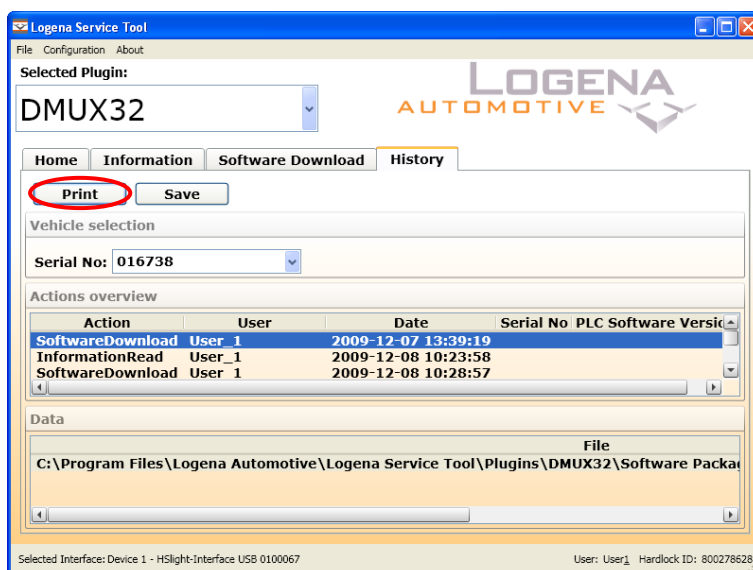 Logena Service Tool
File Configuration About
Selected Plugin:
DMUX32
LOGENA
AUTOMOTIVE
Home Information Software Download History
Print Save
Vehicle selection
Serial No: 016738
Actions overview
Action User Date Serial No PLC Software Versic
SoftwareDownload User_1 2009-12-07 13:39:19
InformationRead User_1 2009-12-08 10:23:58
SoftwareDownload User_1 2009-12-08 10:28:57
Data
File
C:\Program Files\Logena Automotive\Logena Service Tool\Plugins\DMUX32\Software Packag
Selected Interface: Device 1 - HSlight-Interface USB 0100067 User: User1 Hardlock ID: 800278628